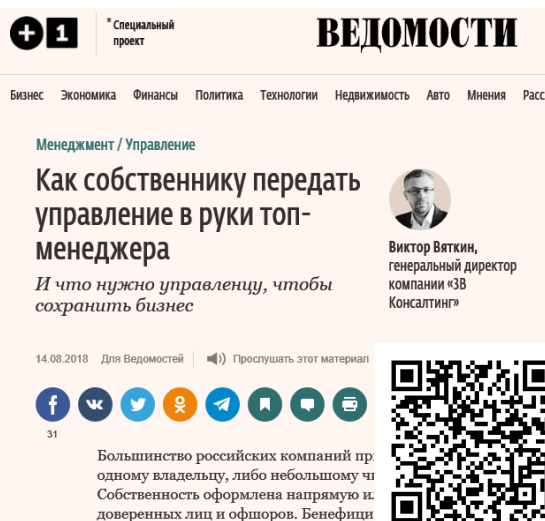 +1
* Специальный
проект
ВЕДОМОСТИ
Бизнес Экономика Финансы Политика Технологии Недвижимость Авто Мнения Расс
Менеджмент / Управление
Как собственнику передать
управление в руки топ-
менеджера
И что нужно управленцу, чтобы
сохранить бизнес
Виктор Вяткин,
генеральный директор
компании «3В
Консалтинг»
14.08.2018 Для Ведомостей Прослушать этот материал
31
Большинство российских компаний пр
одному владельцу, либо небольшому ч
Собственность оформлена напрямую и
доверенных лиц и офшоров. Бенефици